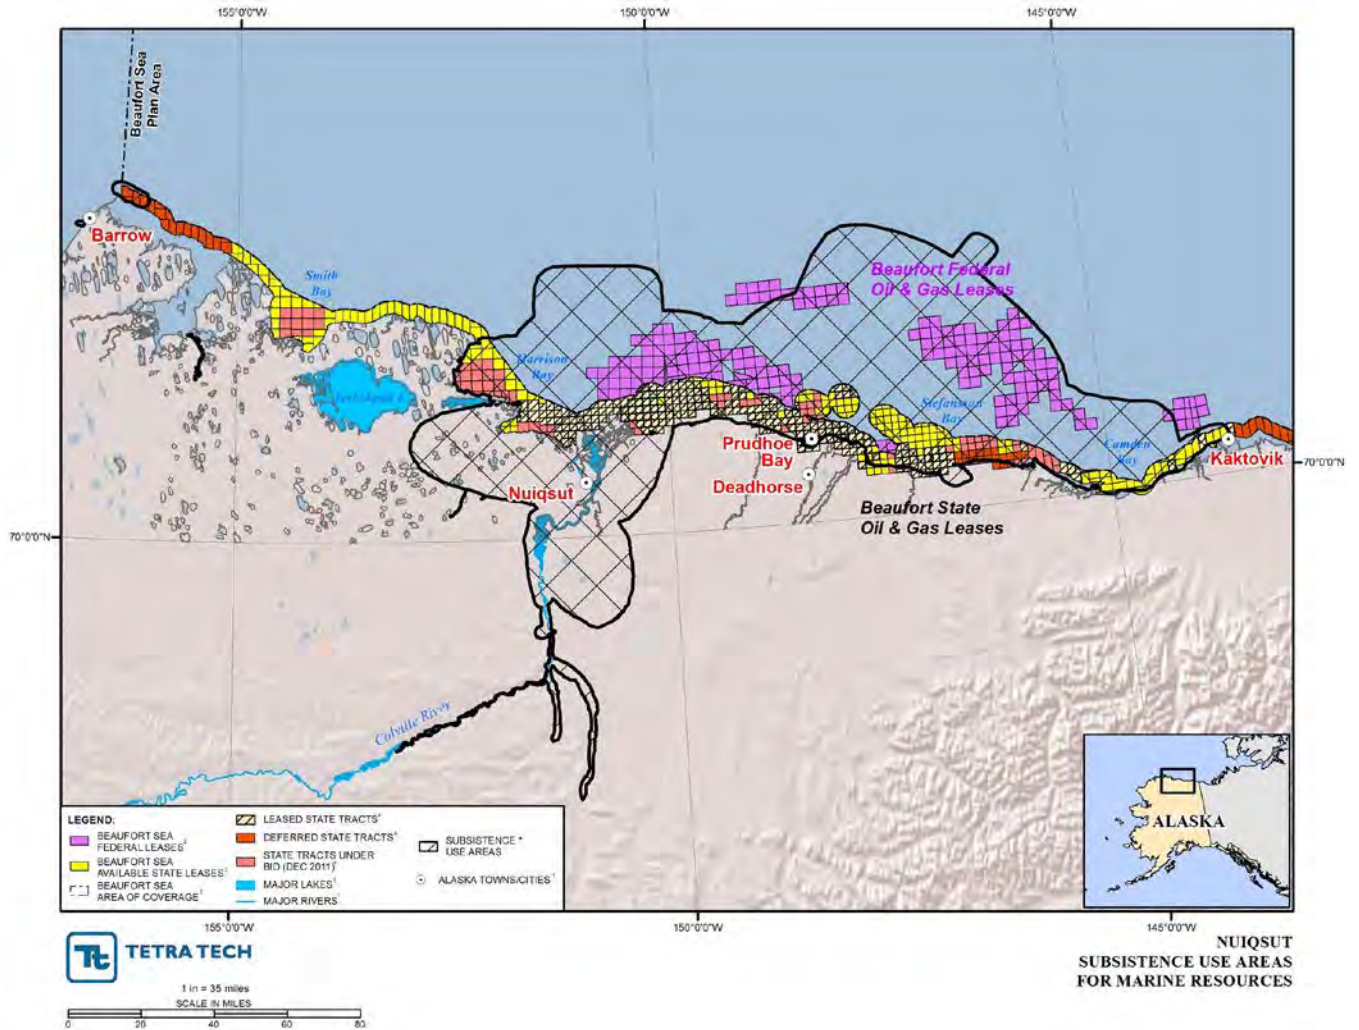 155°0'0"W
150°0'0"W
145°0'0"W
Beaufort Sea
Plan Area
Barrow
Smith
Bay
Beaufort Federal
Oil & Gas Leases
Harrison
Bay
Stefansson
Bay
Camden
Bay
Prudhoe
Bay
Kaktovik
70°0'0"N
Nuiqsut
Deadhorse
Beaufort State
Oil & Gas Leases
70°0'0"N
Colville River
ALASKA
LEGEND:
BEAUFORT SEA
FEDERAL LEASES
BEAUFORT SEA
AVAILABLE STATE LEASES
BEAUFORT SEA
AREA OF COVERAGE
LEASED STATE TRACTS
DEFERRED STATE TRACTS
STATE TRACTS UNDER
BID (DEC 2011)
MAJOR LAKES
MAJOR RIVERS
SUBSISTENCE *
USE AREAS
ALASKA TOWNS/CITIES
155°0'0"W
150°0'0"W
145°0'0"W
Tt TETRA TECH
NUIQSUT
SUBSISTENCE USE AREAS
FOR MARINE RESOURCES
1 in = 35 miles
SCALE IN MILES
0 20 40 60 80